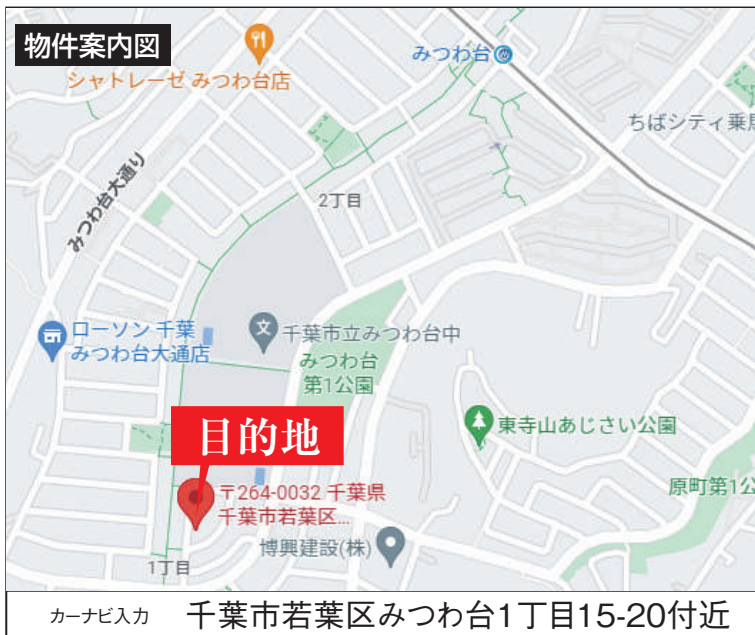 物件案内図
シャトレーゼ みつわ台店
みつわ台
ちばシティ乗馬
みつわ台大通り
2丁目
ローソン 千葉
みつわ台大通店
千葉市立みつわ台中
みつわ台
第1公園
東寺山あじさい公園
目的地
〒264-0032 千葉県
千葉市若葉区...
原町第1公
博興建設(株)
1丁目
カーナビ入力 千葉市若葉区みつわ台1丁目15-20付近